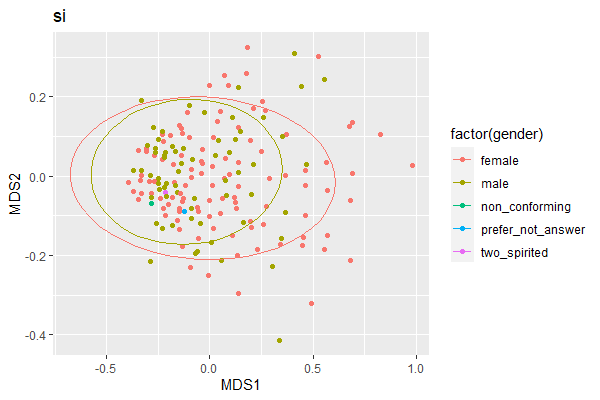 si
factor(gender)
female
male
non_conforming
prefer_not_answer
two_spirited
MDS2
0.2
0.0
-0.2
-0.4
-0.5
0.0
0.5
1.0
MDS1